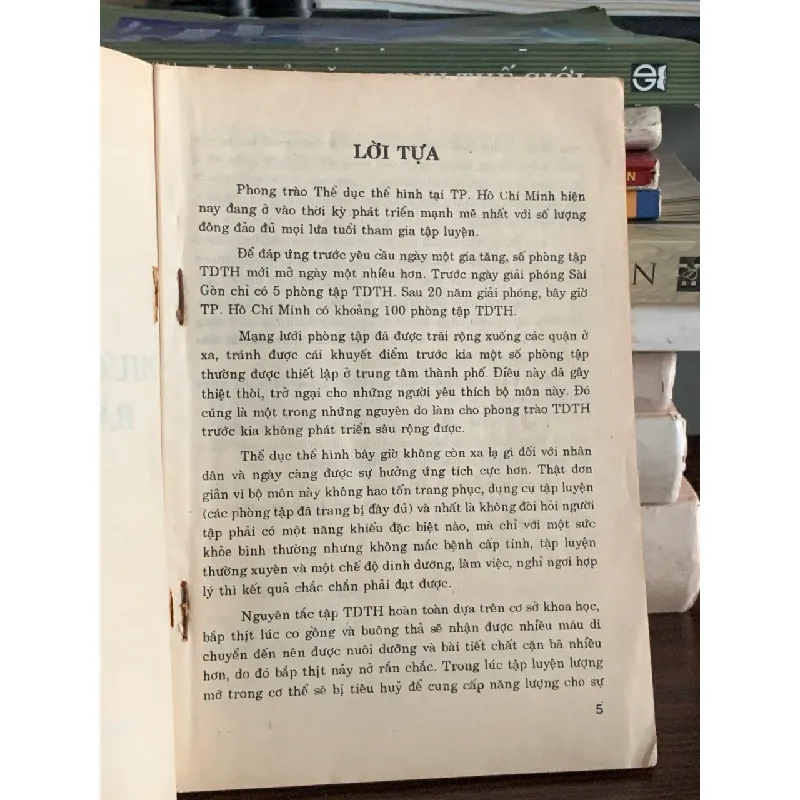 LỜI TỰA
Phong trào Thể dục thể hình tại TP. Hồ Chí Minh hiện
nay đang ở vào thời kỳ phát triển mạnh mẽ nhất với số lượng
đông đảo đủ mọi lứa tuổi tham gia tập luyện.
Để đáp ứng trước yêu cầu ngày một gia tăng, số phòng tập
TDTH mới mở ngày một nhiều hơn. Trước ngày giải phóng Sài
Gòn chỉ có 5 phòng tập TDTH. Sau 20 năm giải phóng, bây giờ
TP. Hồ Chí Minh có khoảng 100 phòng tập TDTH.
Mạng lưới phòng tập đã được trãi rộng xuống các quận ở
xa, tránh được cái khuyết điểm trước kia một số phòng tập
thường được thiết lập ở trung tâm thành phố. Điều này đã gây
thiệt thòi, trở ngại cho những người yêu thích bộ môn này. Đó
cũng là một trong những nguyên do làm cho phong trào TDTH
trước kia không phát triển sâu rộng được.
Thể dục thể hình bây giờ không còn xa lạ gì đối với nhân
dân và ngày càng được sự hưởng ứng tích cực hơn. Thật đơn
giản vì bộ môn này không hao tốn trang phục, dụng cụ tập luyện
(các phòng tập đã trang bị đầy đủ) và nhất là không đòi hỏi người
tập phải có một năng khiếu đặc biệt nào, mà chỉ với một sức
khỏe bình thường nhưng không mắc bệnh cấp tính, tập luyện
thường xuyên và một chế độ dinh dưỡng, làm việc, nghỉ ngơi hợp
lý thì kết quả chắc chắn phải đạt được.
Nguyên tắc tập TDTH hoàn toàn dựa trên cơ sở khoa học,
bắp thịt lúc co gồng và buông thả sẽ nhận được nhiều máu di
chuyển đến nên được nuôi dưỡng và bài tiết chất cặn bã nhiều
hơn, do đó bắp thịt nảy nở rắn chắc. Trong lúc tập luyện lượng
mỡ trong cơ thể sẽ bị tiêu huỷ để cung cấp năng lượng cho sự
5